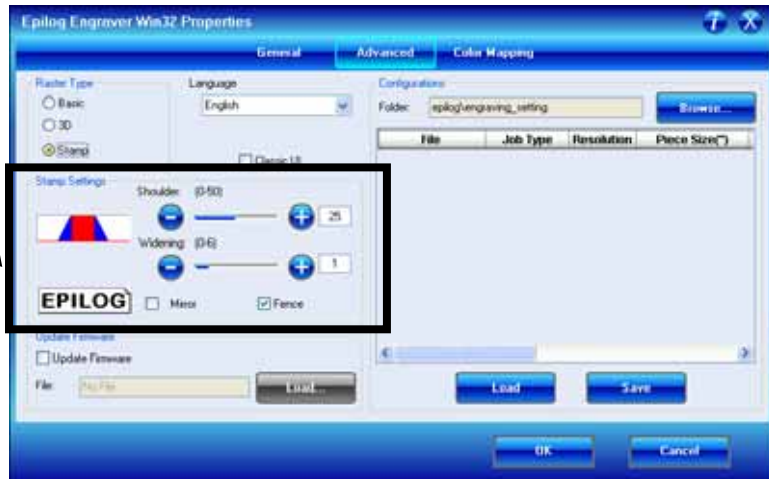 Epilog Engraver Win32 Properties
General Advanced Color Mapping
Raster Type
Basic
3D
Stamp
Language
English
Classic UI
Stamp Settings
Shoulder: (0-50)
25
Widening: (0-6)
1
EPILOG
Mirror
Fence
Update Firmware
Update Firmware
File: No File
Load...
Configurations
Folder: epilog\engraving_setting
Browse...
File Job Type Resolution Piece Size(")
Load Save
OK Cancel